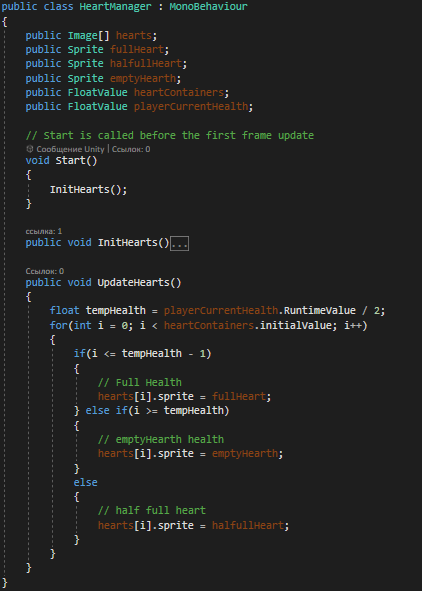 public class HeartManager : MonoBehaviour
{
    public Image[] hearts;
    public Sprite fullHeart;
    public Sprite halfullHeart;
    public Sprite emptyHearth;
    public FloatValue heartContainers;
    public FloatValue playerCurrentHealth;

    // Start is called before the first frame update
    Сообщение Unity | Ссылок: 0
    void Start()
    {
        InitHearts();
    }

    ссылка: 1
    public void InitHearts()...

    Ссылок: 0
    public void UpdateHearts()
    {
        float tempHealth = playerCurrentHealth.RuntimeValue / 2;
        for(int i = 0; i < heartContainers.initialValue; i++)
        {
            if(i <= tempHealth - 1)
            {
                // Full Health
                hearts[i].sprite = fullHeart;
            } else if(i >= tempHealth)
            {
                // emptyHearth health
                hearts[i].sprite = emptyHearth;
            }
            else
            {
                // half full heart
                hearts[i].sprite = halfullHeart;
            }
        }
    }
}